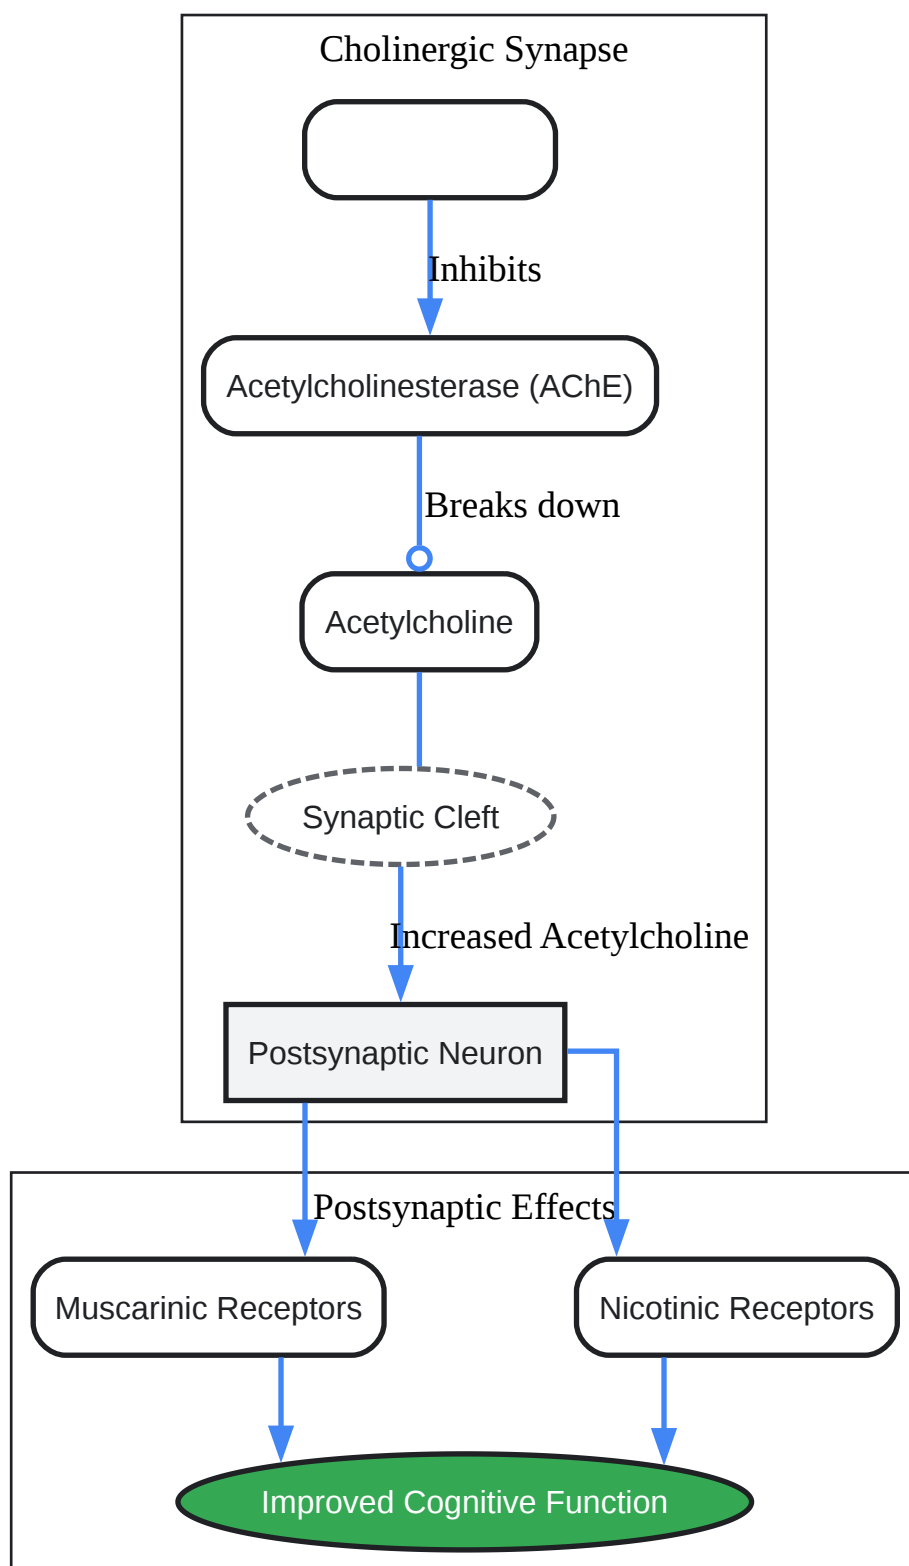 Cholinergic Synapse
Inhibits
Acetylcholinesterase (AChE)
Breaks down
Acetylcholine
Synaptic Cleft
Increased Acetylcholine
Postsynaptic Neuron
Postsynaptic Effects
Muscarinic Receptors
Nicotinic Receptors
Improved Cognitive Function